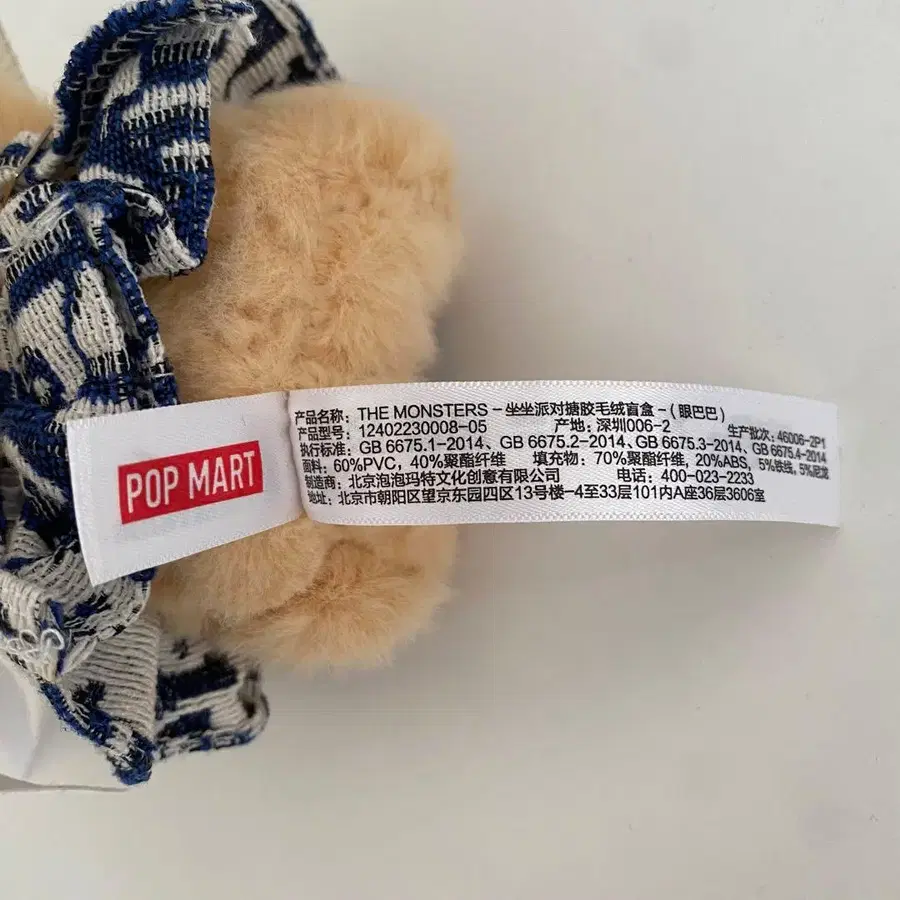 POP MART
产品名称: THE MONSTERS - 坐坐派对搪胶毛绒盲盒 - ( 眼巴巴 )
产品型号: 12402230008-05 产 地: 深圳006-2 生产批次: 46006-2P1
执行标准: GB 6675.1-2014、GB 6675.2-2014、GB 6675.3-2014、GB 6675.4-2014
面料: 60%PVC, 40%聚酯纤维 填充物: 70%聚酯纤维, 20%ABS, 5%铁线, 5%尼龙
制造商: 北京泡泡玛特文化创意有限公司 电话: 400-023-2233
地址: 北京市朝阳区望京东园四区13号楼-4至33层101内A座36层3606室